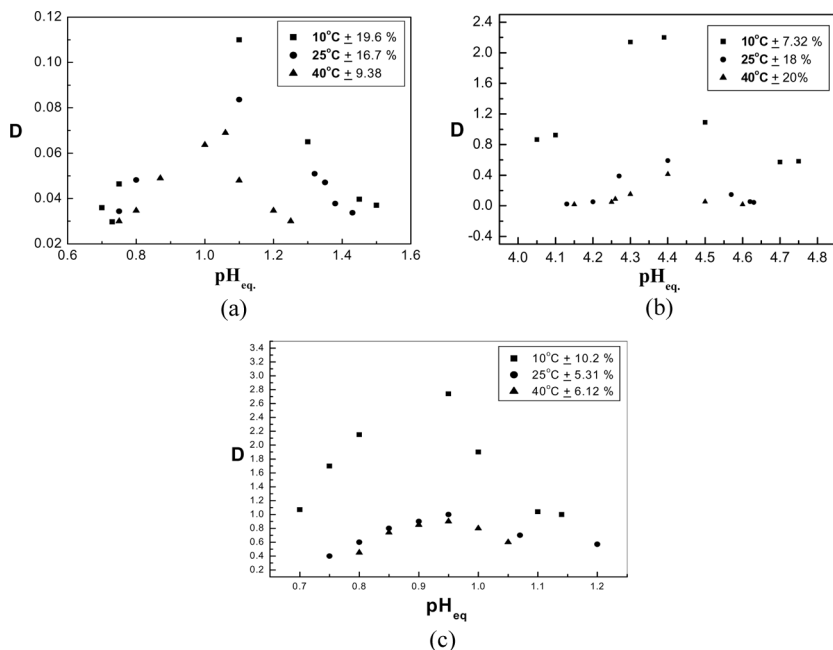 (a)
0.12
0.10
0.08
0.06
0.04
0.02
D
0.6 0.8 1.0 1.2 1.4 1.6
pHeq.
10°C ± 19.6 %
25°C ± 16.7 %
40°C ± 9.38
(b)
2.4
2.0
1.6
1.2
0.8
0.4
0.0
-0.4
D
4.0 4.1 4.2 4.3 4.4 4.5 4.6 4.7 4.8
pHeq.
10°C ± 7.32 %
25°C ± 18 %
40°C ± 20%
3.4
3.2
3.0
2.8
2.6
2.4
2.2
2.0
1.8
1.6
1.4
1.2
1.0
0.8
0.6
0.4
0.2
D
0.7 0.8 0.9 1.0 1.1 1.2
pHeq
10°C ± 10.2 %
25°C ± 5.31 %
40°C ± 6.12 %
(c)